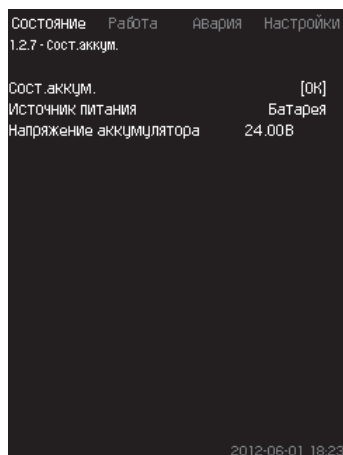 Состояние Работа Авария Настройки
1.2.7 - Сост.аккум.
Сост.аккум. [OK]
Источник питания Батарея
Напряжение аккумулятора 24.00В
2012-06-01 18:23